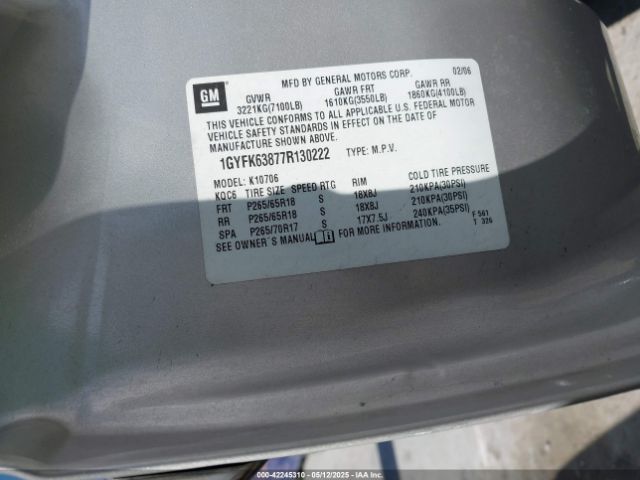 GM
MFD BY GENERAL MOTORS CORP. 02/06
GVWR GAWR FRT GAWR RR
3221KG(7100LB) 1610KG(3550LB) 1860KG(4100LB)
THIS VEHICLE CONFORMS TO ALL APPLICABLE U.S. FEDERAL MOTOR
VEHICLE SAFETY STANDARDS IN EFFECT ON THE DATE OF
MANUFACTURE SHOWN ABOVE.
1GYFK63877R130222 TYPE: M.P.V.
MODEL: K10706
KQC6 TIRE SIZE SPEED RTG RIM COLD TIRE PRESSURE
FRT P265/65R18 S 18X8J 210KPA(30PSI)
RR P265/65R18 S 18X8J 210KPA(30PSI)
SPA P265/70R17 S 17X7.5J 240KPA(35PSI)
SEE OWNER'S MANUAL FOR MORE INFORMATION. F 561
T 326
000-42245310 - 05/12/2025 - IAAI.COM